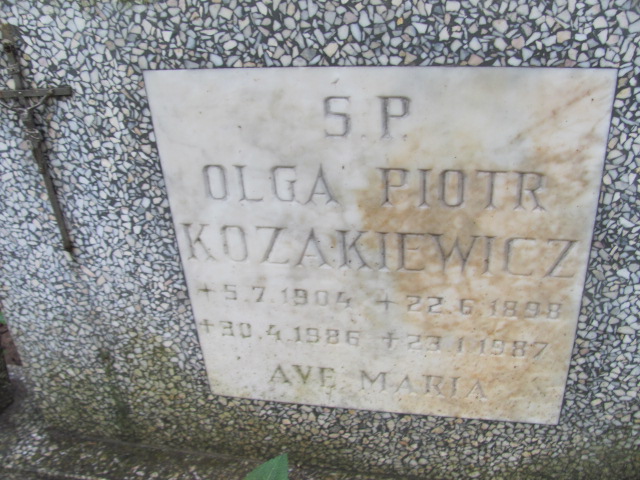 S.P.
OLGA PIOTR
KOZAKIEWICZ
+5.7.1904 +22.6.1898
+30.4.1986 +23.1.1987
AVE MARIA